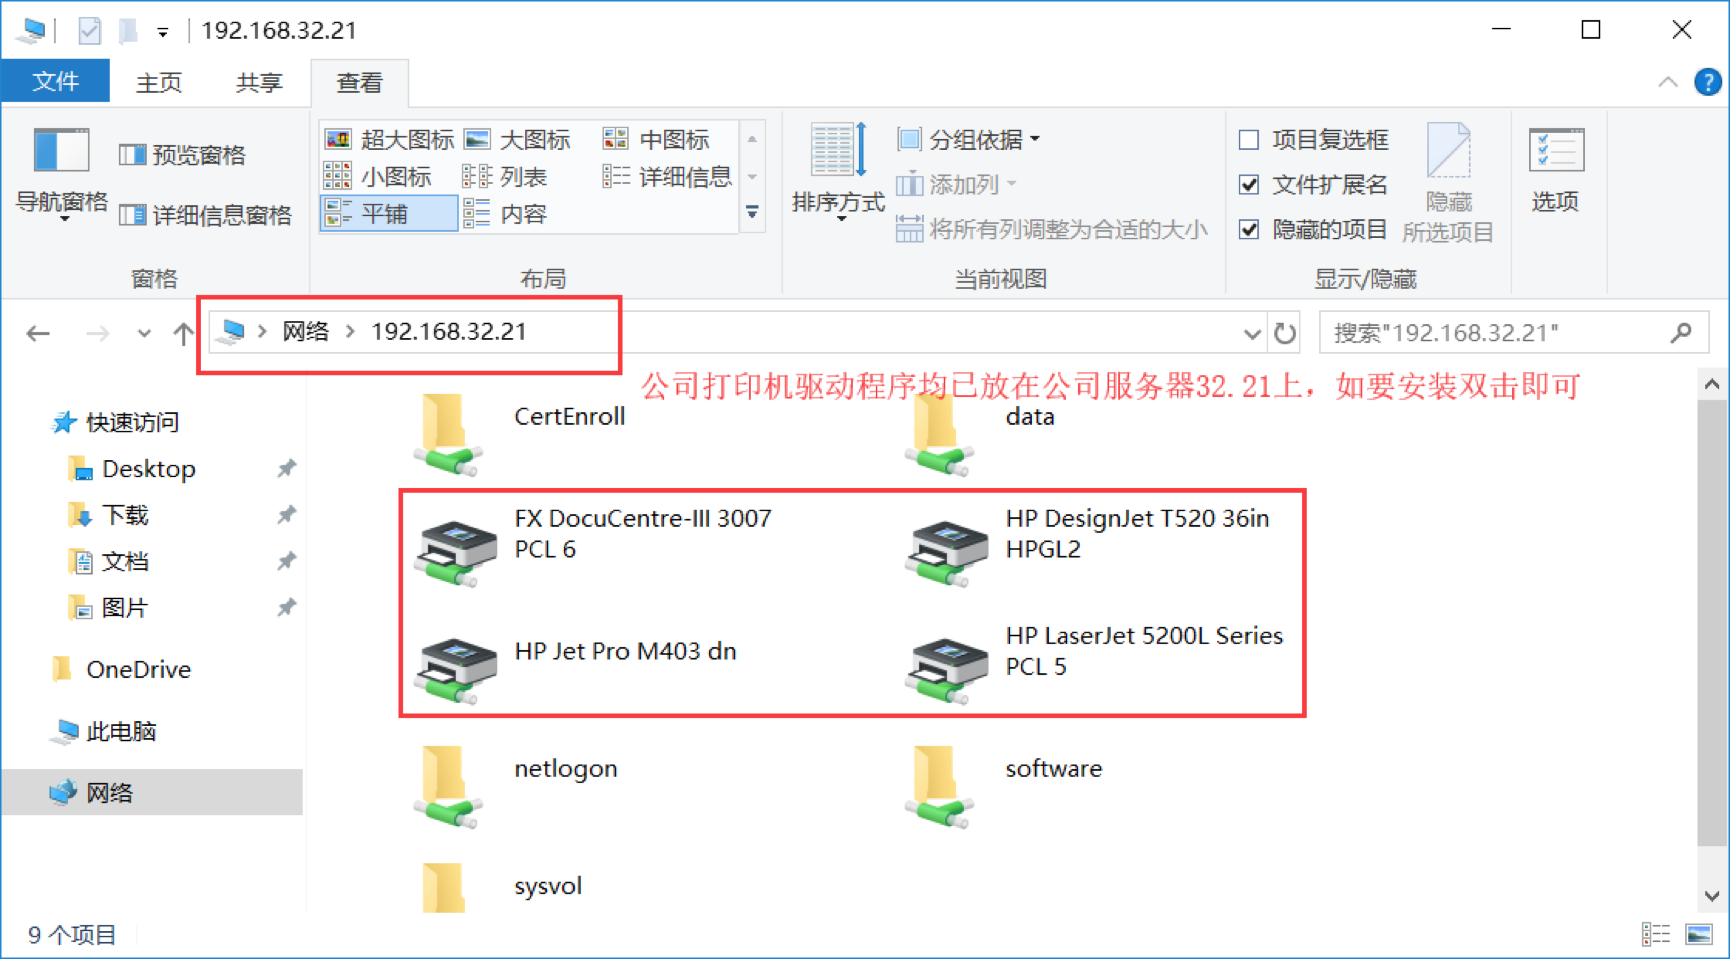 192.168.32.21
文件 主页 共享 查看
导航窗格
预览窗格
详细信息窗格
窗格
超大图标 大图标 中图标
小图标 列表 详细信息
平铺 内容
布局
排序方式
分组依据
添加列
将所有列调整为合适的大小
当前视图
项目复选框
文件扩展名
隐藏的项目
隐藏
所选项目
显示/隐藏
选项
网络 192.168.32.21
搜索"192.168.32.21"
公司打印机驱动程序均已放在公司服务器32.21上，如要安装双击即可
快速访问
Desktop
下载
文档
图片
OneDrive
此电脑
网络
CertEnroll
data
FX DocuCentre-III 3007
PCL 6
HP DesignJet T520 36in
HPGL2
HP Jet Pro M403 dn
HP LaserJet 5200L Series
PCL 5
netlogon
software
sysvol
9 个项目